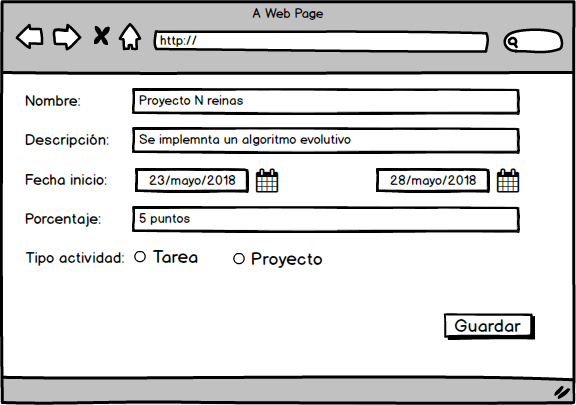 A Web Page
http://
Nombre: Proyecto N reinas
Descripción: Se implemnta un algoritmo evolutivo
Fecha inicio: 23/mayo/2018 28/mayo/2018
Porcentaje: 5 puntos
Tipo actividad: Tarea Proyecto
Guardar